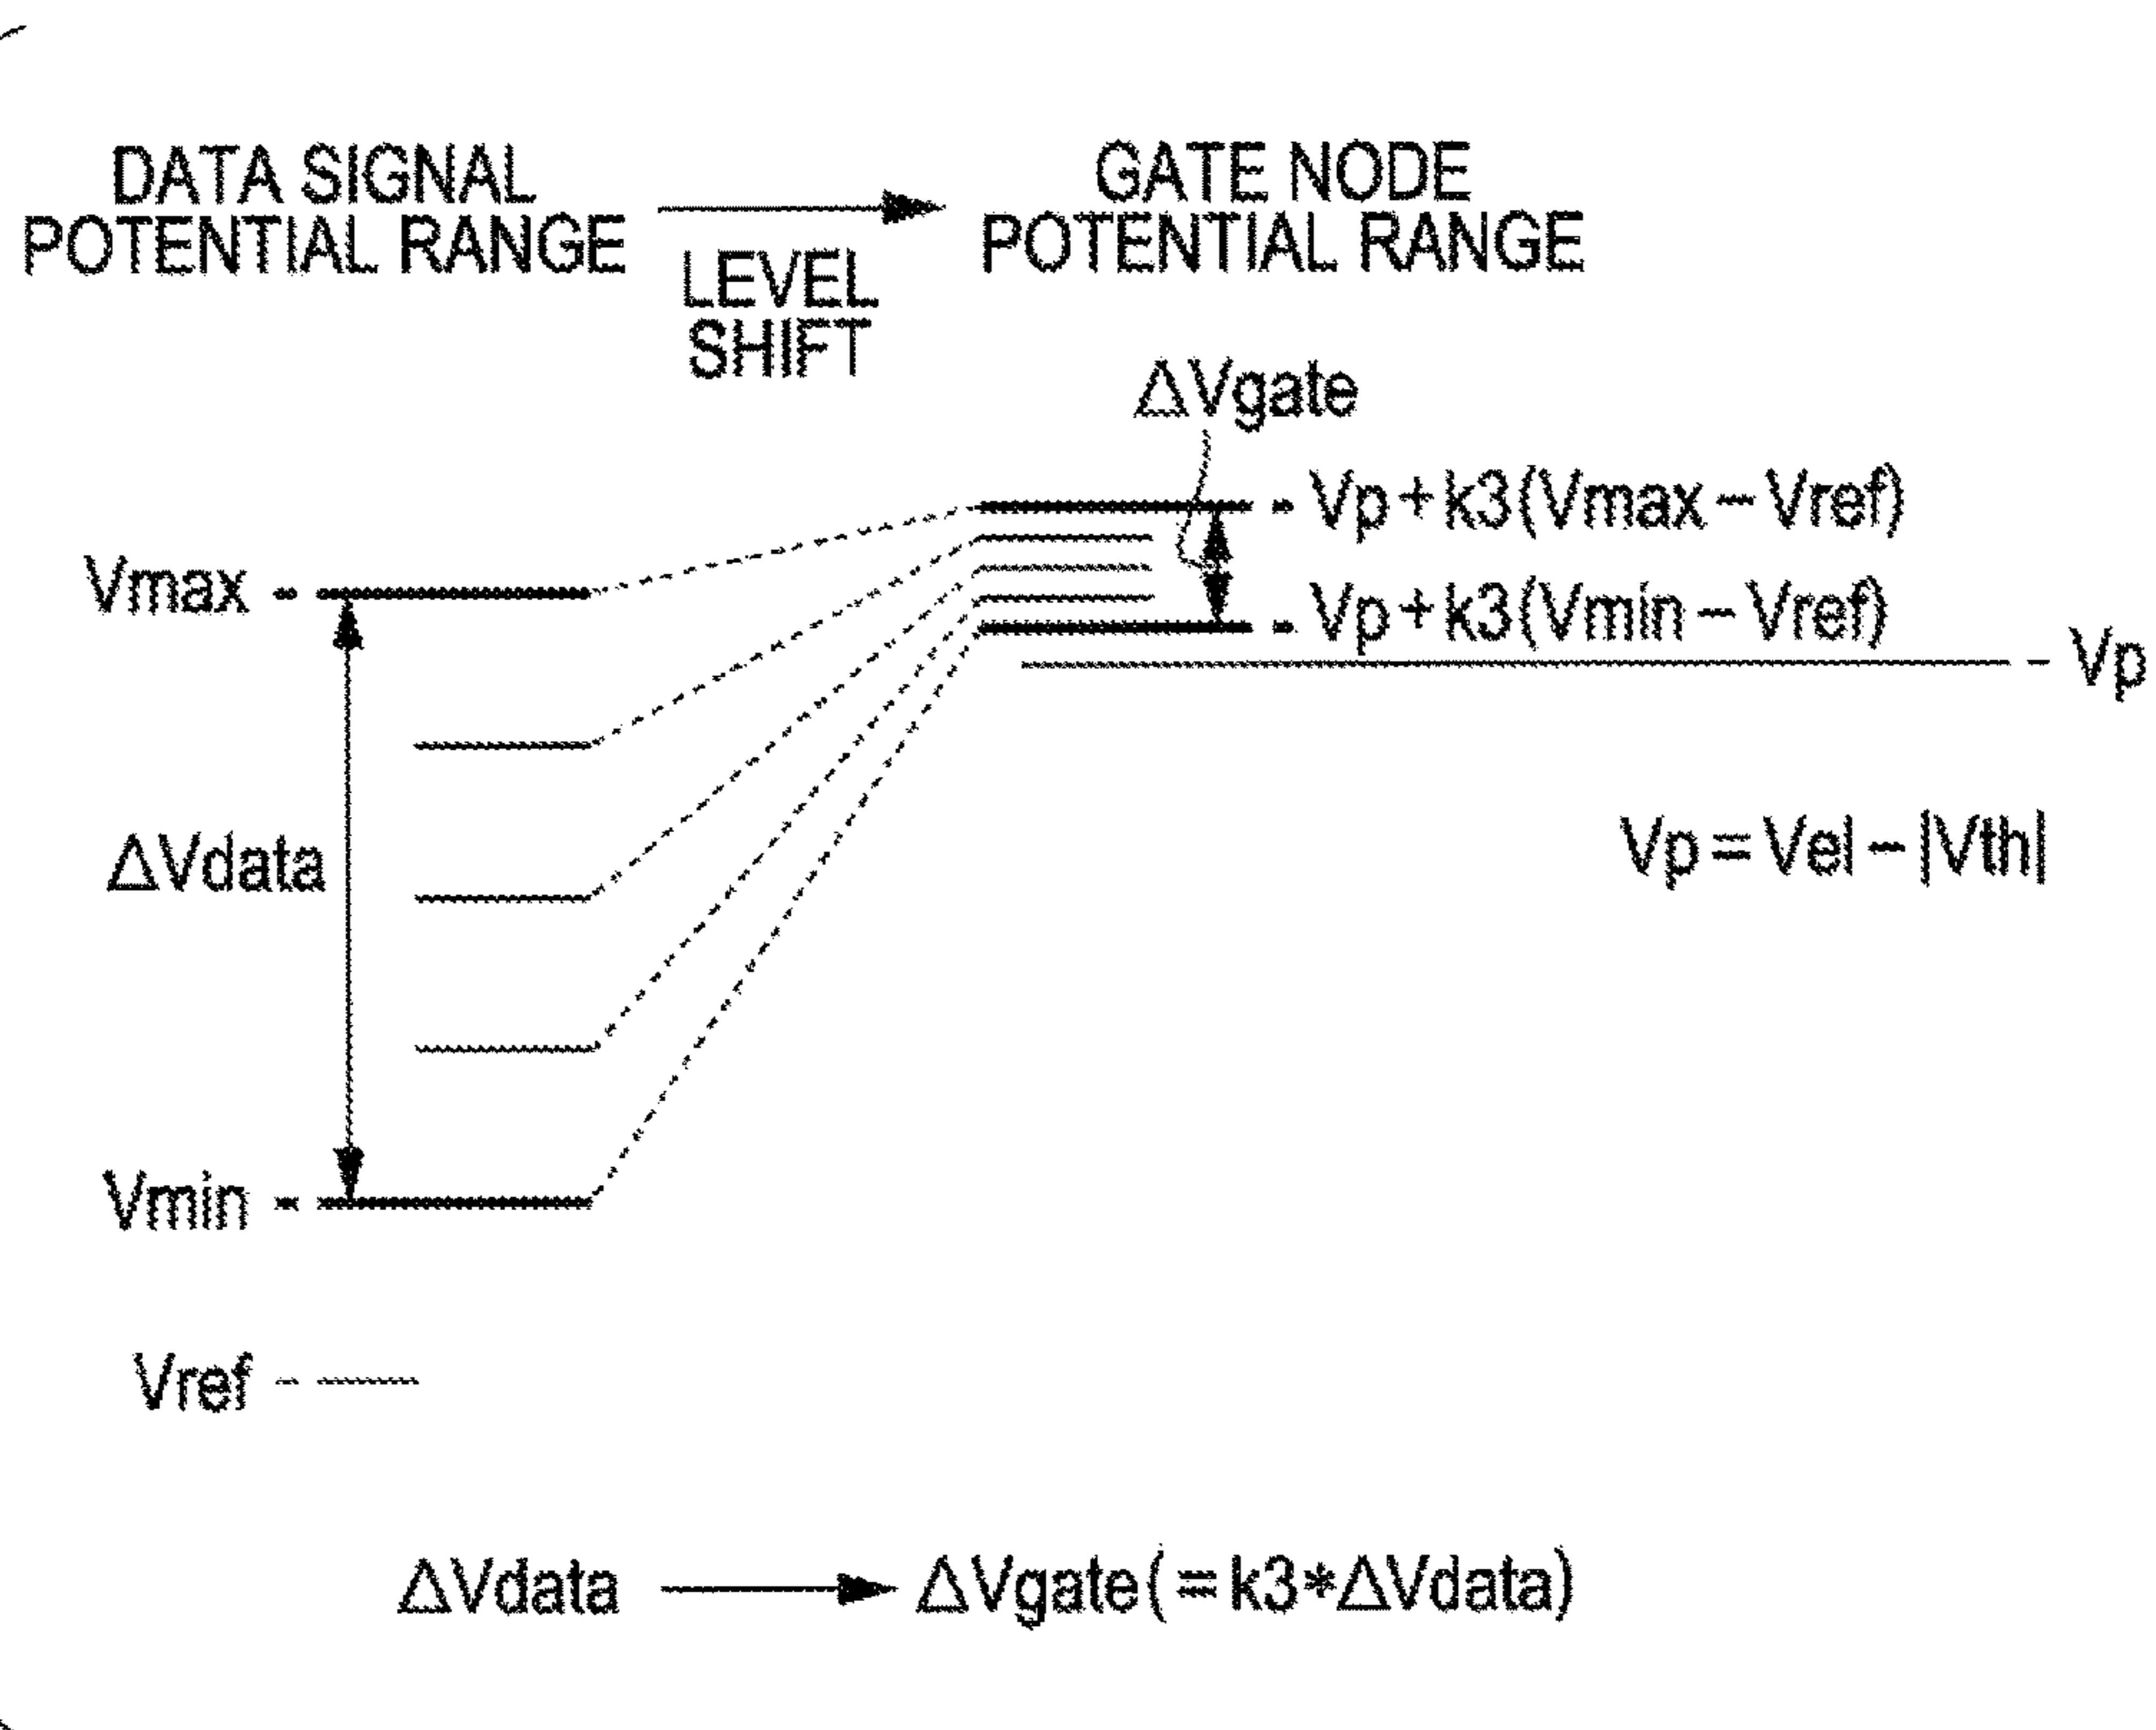 DATA SIGNAL
POTENTIAL RANGE
LEVEL
SHIFT
GATE NODE
POTENTIAL RANGE
ΔVgate
Vp+k3(Vmax-Vref)
Vmax
Vp+k3(Vmin-Vref)
Vp
ΔVdata
Vp=Vel-|Vth|
Vmin
Vref
ΔVdata
ΔVgate(=k3*ΔVdata)